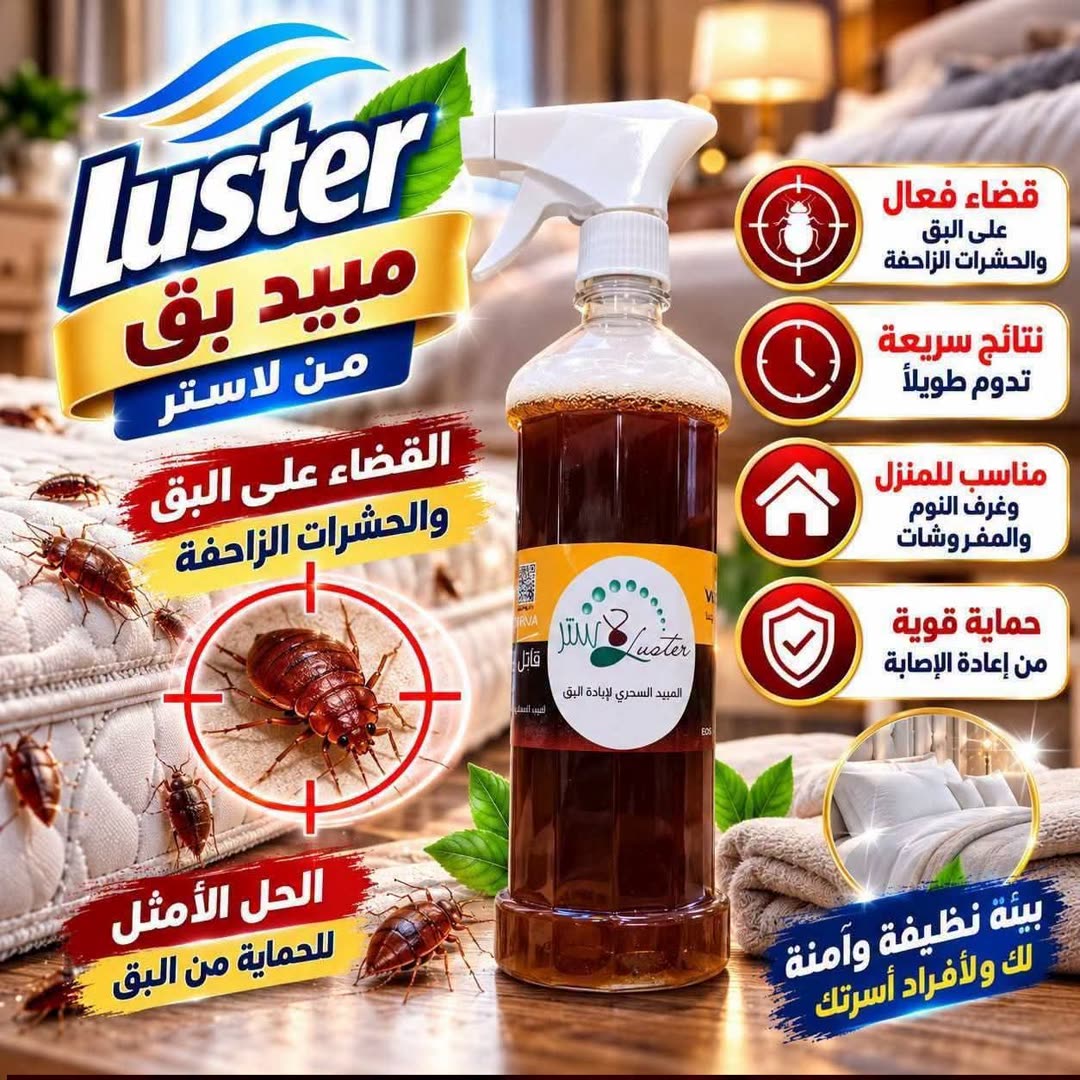 Luster
مبيد بق
من لاستر
القضاء على البق
والحشرات الزاحفة
الحل الأمثل
للحماية من البق
قضاء فعال
على البق
والحشرات الزاحفة
نتائج سريعة
تدوم طويلاً
مناسب للمنزل
وغرف النوم
والمفروشات
حماية قوية
من إعادة الإصابة
بيئة نظيفة وآمنة
لك ولأفراد أسرتك
Luster
المبيد السحري لإبادة البق
قاتل